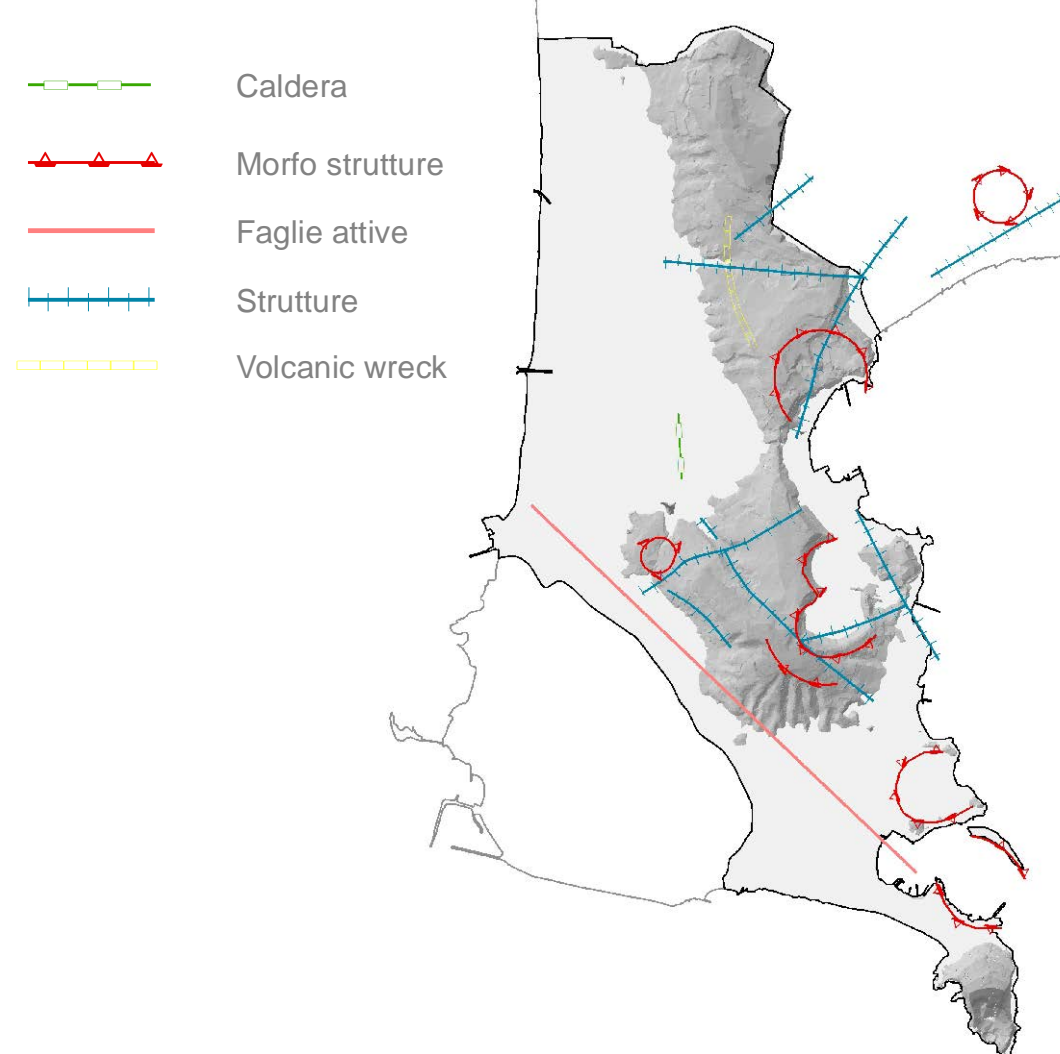 Caldera
Morfo strutture
Faglie attive
Strutture
Volcanic wreck